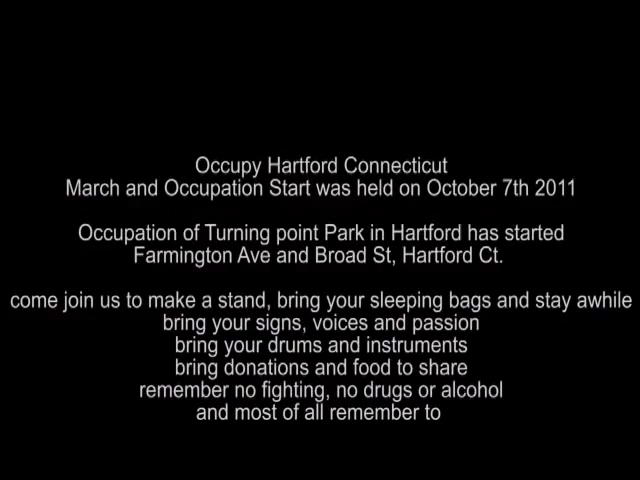 Occupy Hartford Connecticut
March and Occupation Start was held on October 7th 2011
Occupation of Turning point Park in Hartford has started
Farmington Ave and Broad St, Hartford Ct.
come join us to make a stand, bring your sleeping bags and stay awhile
bring your signs, voices and passion
bring your drums and instruments
bring donations and food to share
remember no fighting, no drugs or alcohol
and most of all remember to